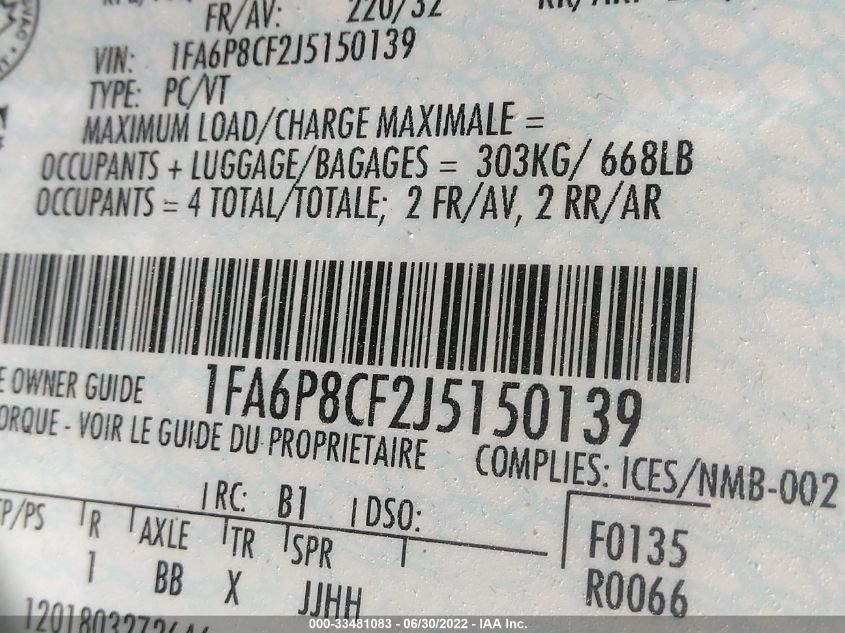 FR/AV: 220/32
VIN: 1FA6P8CF2J5150139
TYPE: PC/VT
MAXIMUM LOAD/CHARGE MAXIMALE =
OCCUPANTS + LUGGAGE/BAGAGES = 303KG/ 668LB
OCCUPANTS = 4 TOTAL/TOTALE; 2 FR/AV, 2 RR/AR
OWNER GUIDE 1FA6P8CF2J5150139
- VOIR LE GUIDE DU PROPRIETAIRE
COMPLIES: ICES/NMB-002
RC: B1 DSO:
/PS R AXLE TR SPR F0135
1 BB X JJHH R0066
000-33481083 - 06/30/2022 - IAA Inc.